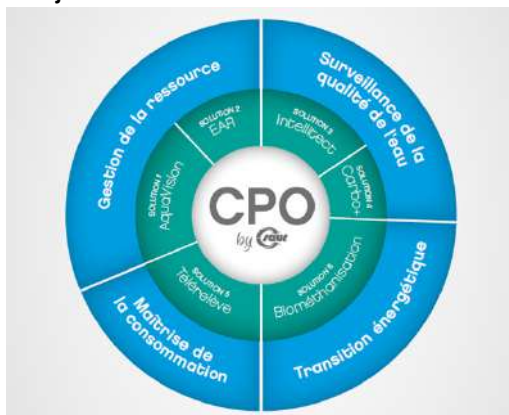 Gestion de la ressource
Surveillance de la
qualité de l'eau
SOLUTION 1
AquaVision
SOLUTION 2
EAR
SOLUTION 3
Intellitect
SOLUTION 4
Carbo+
CPO
by Saur
SOLUTION 5
Télérelève
SOLUTION 6
Biométhanisation
Maîtrise de
la consommation
Transition énergétique